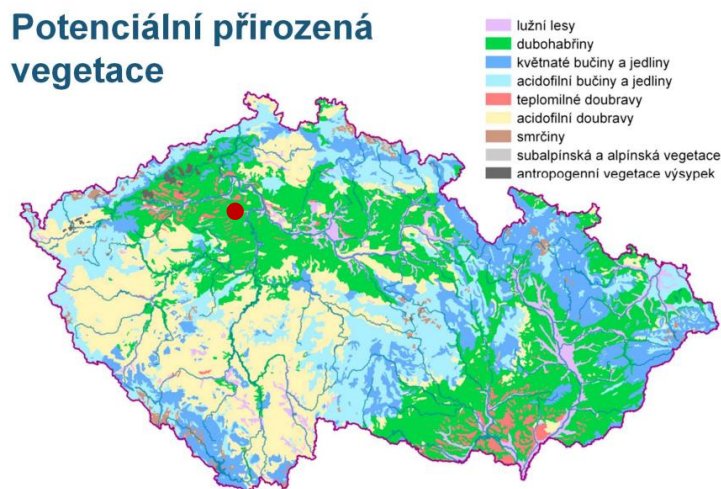 Potenciální přirozená
vegetace
lužní lesy
dubohabřiny
květnaté bučiny a jedliny
acidofilní bučiny a jedliny
teplomilné doubravy
acidofilní doubravy
smrčiny
subalpínská a alpínská vegetace
antropogenní vegetace výsypek